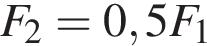 F₂ = 0,5F₁